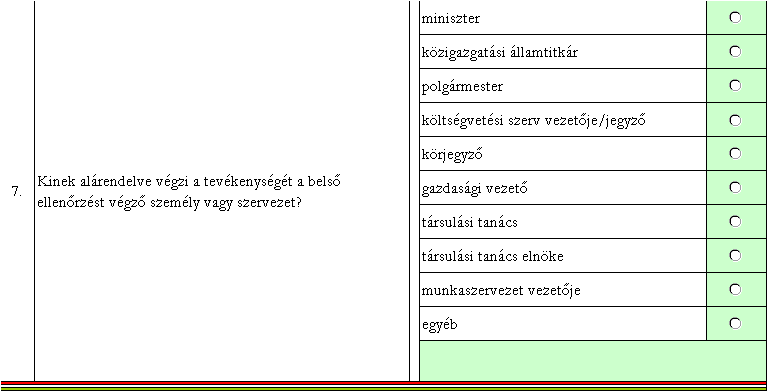 7.
Kinek alárendelve végzi a tevékenységét a belső
ellenőrzést végző személy vagy szervezet?
miniszter
közigazgatási államtitkár
polgármester
költségvetési szerv vezetője/jegyző
körjegyző
gazdasági vezető
társulási tanács
társulási tanács elnöke
munkaszervezet vezetője
egyéb